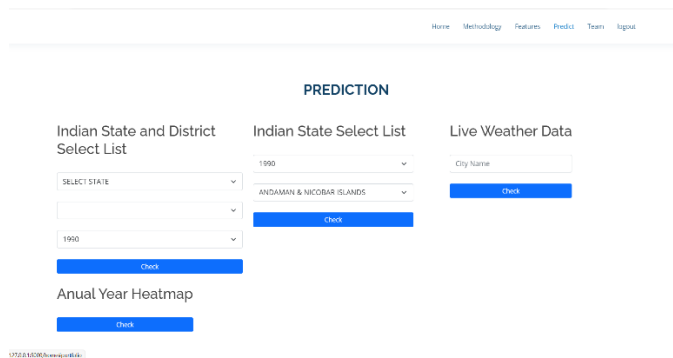 Home Methodology Features Predict Team logout
PREDICTION
Indian State and District
Select List
SELECT STATE
1990
Check
Indian State Select List
1990
ANDAMAN & NICOBAR ISLANDS
Check
Live Weather Data
City Name
Check
Anual Year Heatmap
Check